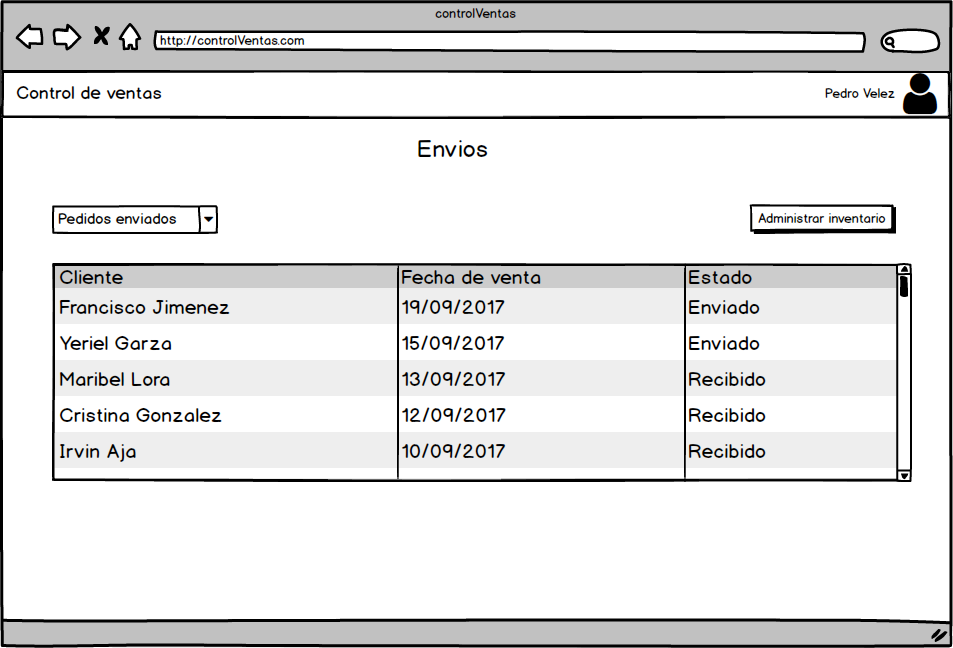 controlVentas
http://controlVentas.com
Control de ventas
Pedro Velez
Envios
Pedidos enviados
Administrar inventario
Cliente Fecha de venta Estado
Francisco Jimenez 19/09/2017 Enviado
Yeriel Garza 15/09/2017 Enviado
Maribel Lora 13/09/2017 Recibido
Cristina Gonzalez 12/09/2017 Recibido
Irvin Aja 10/09/2017 Recibido